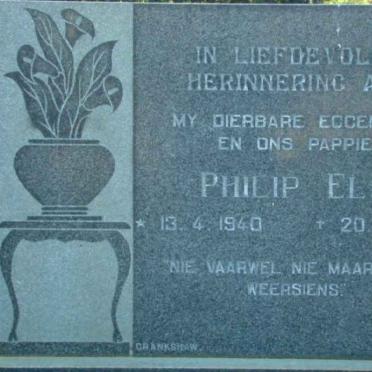 IN LIEFDEVOL
HERINNERING A
MY DIERBARE EGGE
EN ONS PAPPIE
PHILIP EL
* 13. 4. 1940 + 20.
"NIE VAARWEL NIE MAAR
WEERSIENS."
CRANKSHAW.